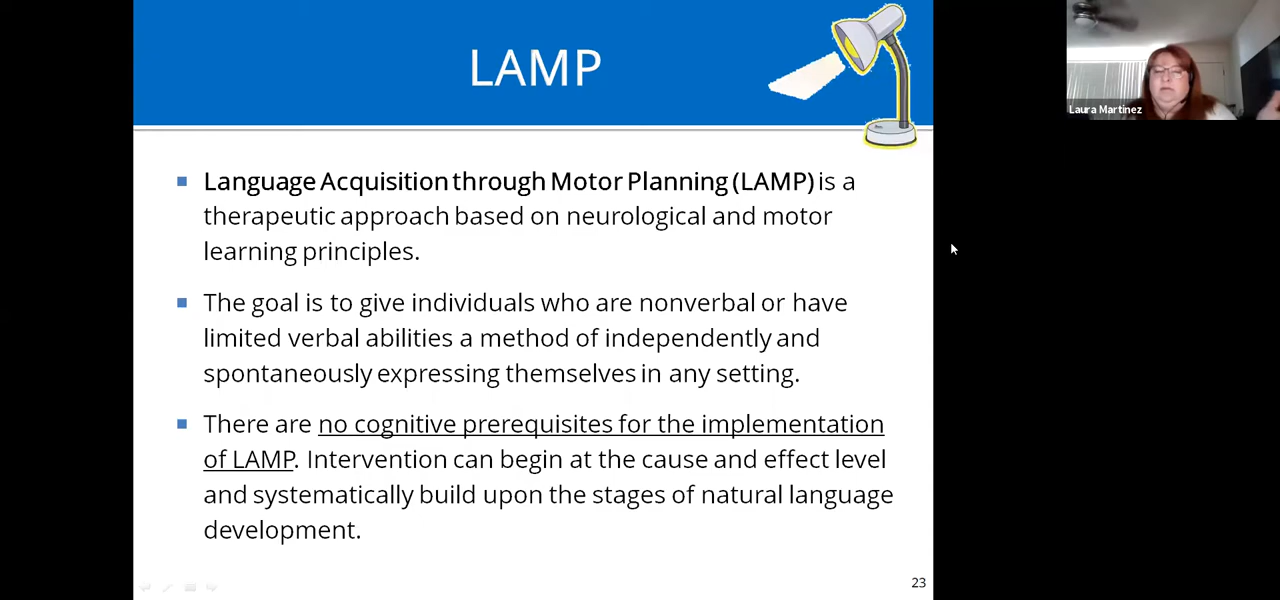 LAMP
Laura Martinez
Language Acquisition through Motor Planning (LAMP) is a
therapeutic approach based on neurological and motor
learning principles.
The goal is to give individuals who are nonverbal or have
limited verbal abilities a method of independently and
spontaneously expressing themselves in any setting.
There are no cognitive prerequisites for the implementation
of LAMP. Intervention can begin at the cause and effect level
and systematically build upon the stages of natural language
development.
23